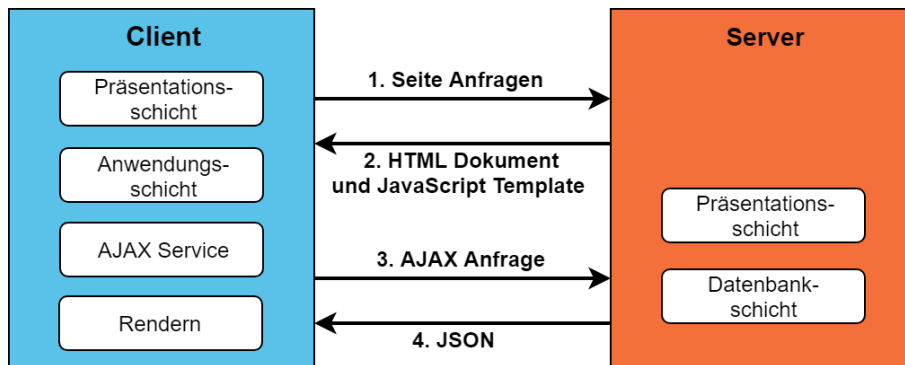 Client
Präsentations-
schicht
Anwendungs-
schicht
AJAX Service
Rendern
1. Seite Anfragen
2. HTML Dokument
und JavaScript Template
3. AJAX Anfrage
4. JSON
Server
Präsentations-
schicht
Datenbank-
schicht